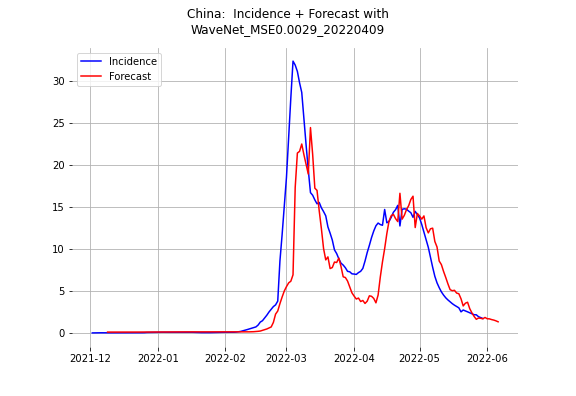 China:  Incidence + Forecast with
WaveNet_MSE0.0029_20220409
Incidence
Forecast
30
25
20
15
10
5
0
2021-12 2022-01 2022-02 2022-03 2022-04 2022-05 2022-06